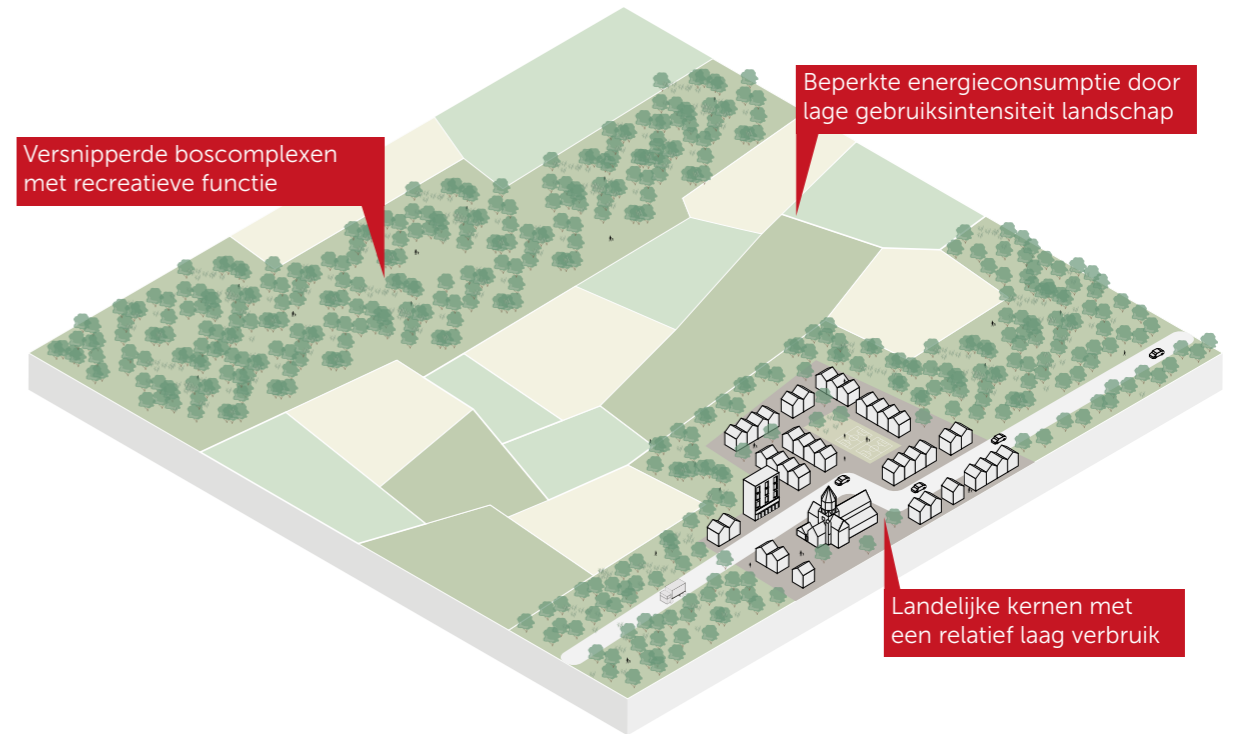 Beperkte energieconsumptie door
lage gebruiksintensiteit landschap
Versnipperde boscomplexen
met recreatieve functie
Landelijke kernen met
een relatief laag verbruik